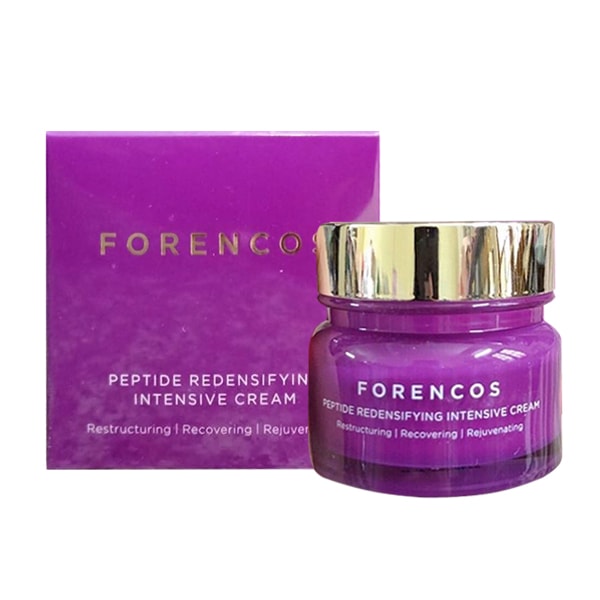 FORENCOS
PEPTIDE REDENSIFYIN
INTENSIVE CREAM
Restructuring | Recovering | Rejuven
FORENCOS
PEPTIDE REDENSIFYING INTENSIVE CREAM
Restructuring | Recovering | Rejuvenating